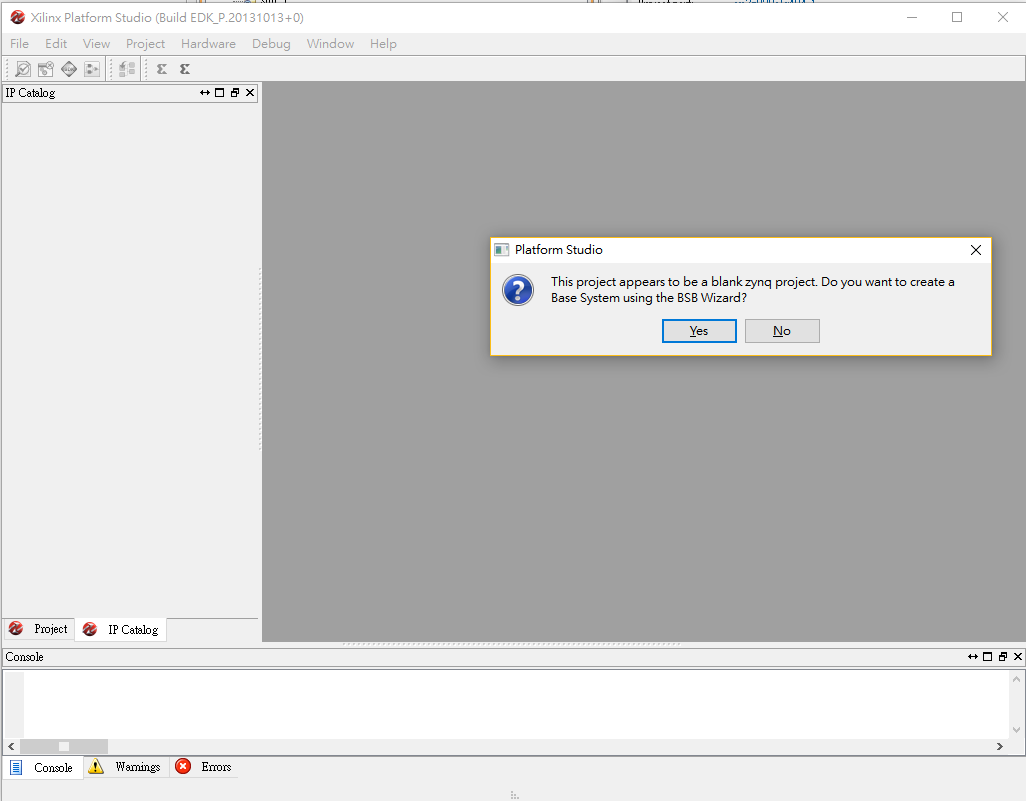 Xilinx Platform Studio (Build EDK_P.20131013+0)
File Edit View Project Hardware Debug Window Help
IP Catalog
Platform Studio
This project appears to be a blank zynq project. Do you want to create a
Base System using the BSB Wizard?
Yes No
Project IP Catalog
Console
Console Warnings Errors